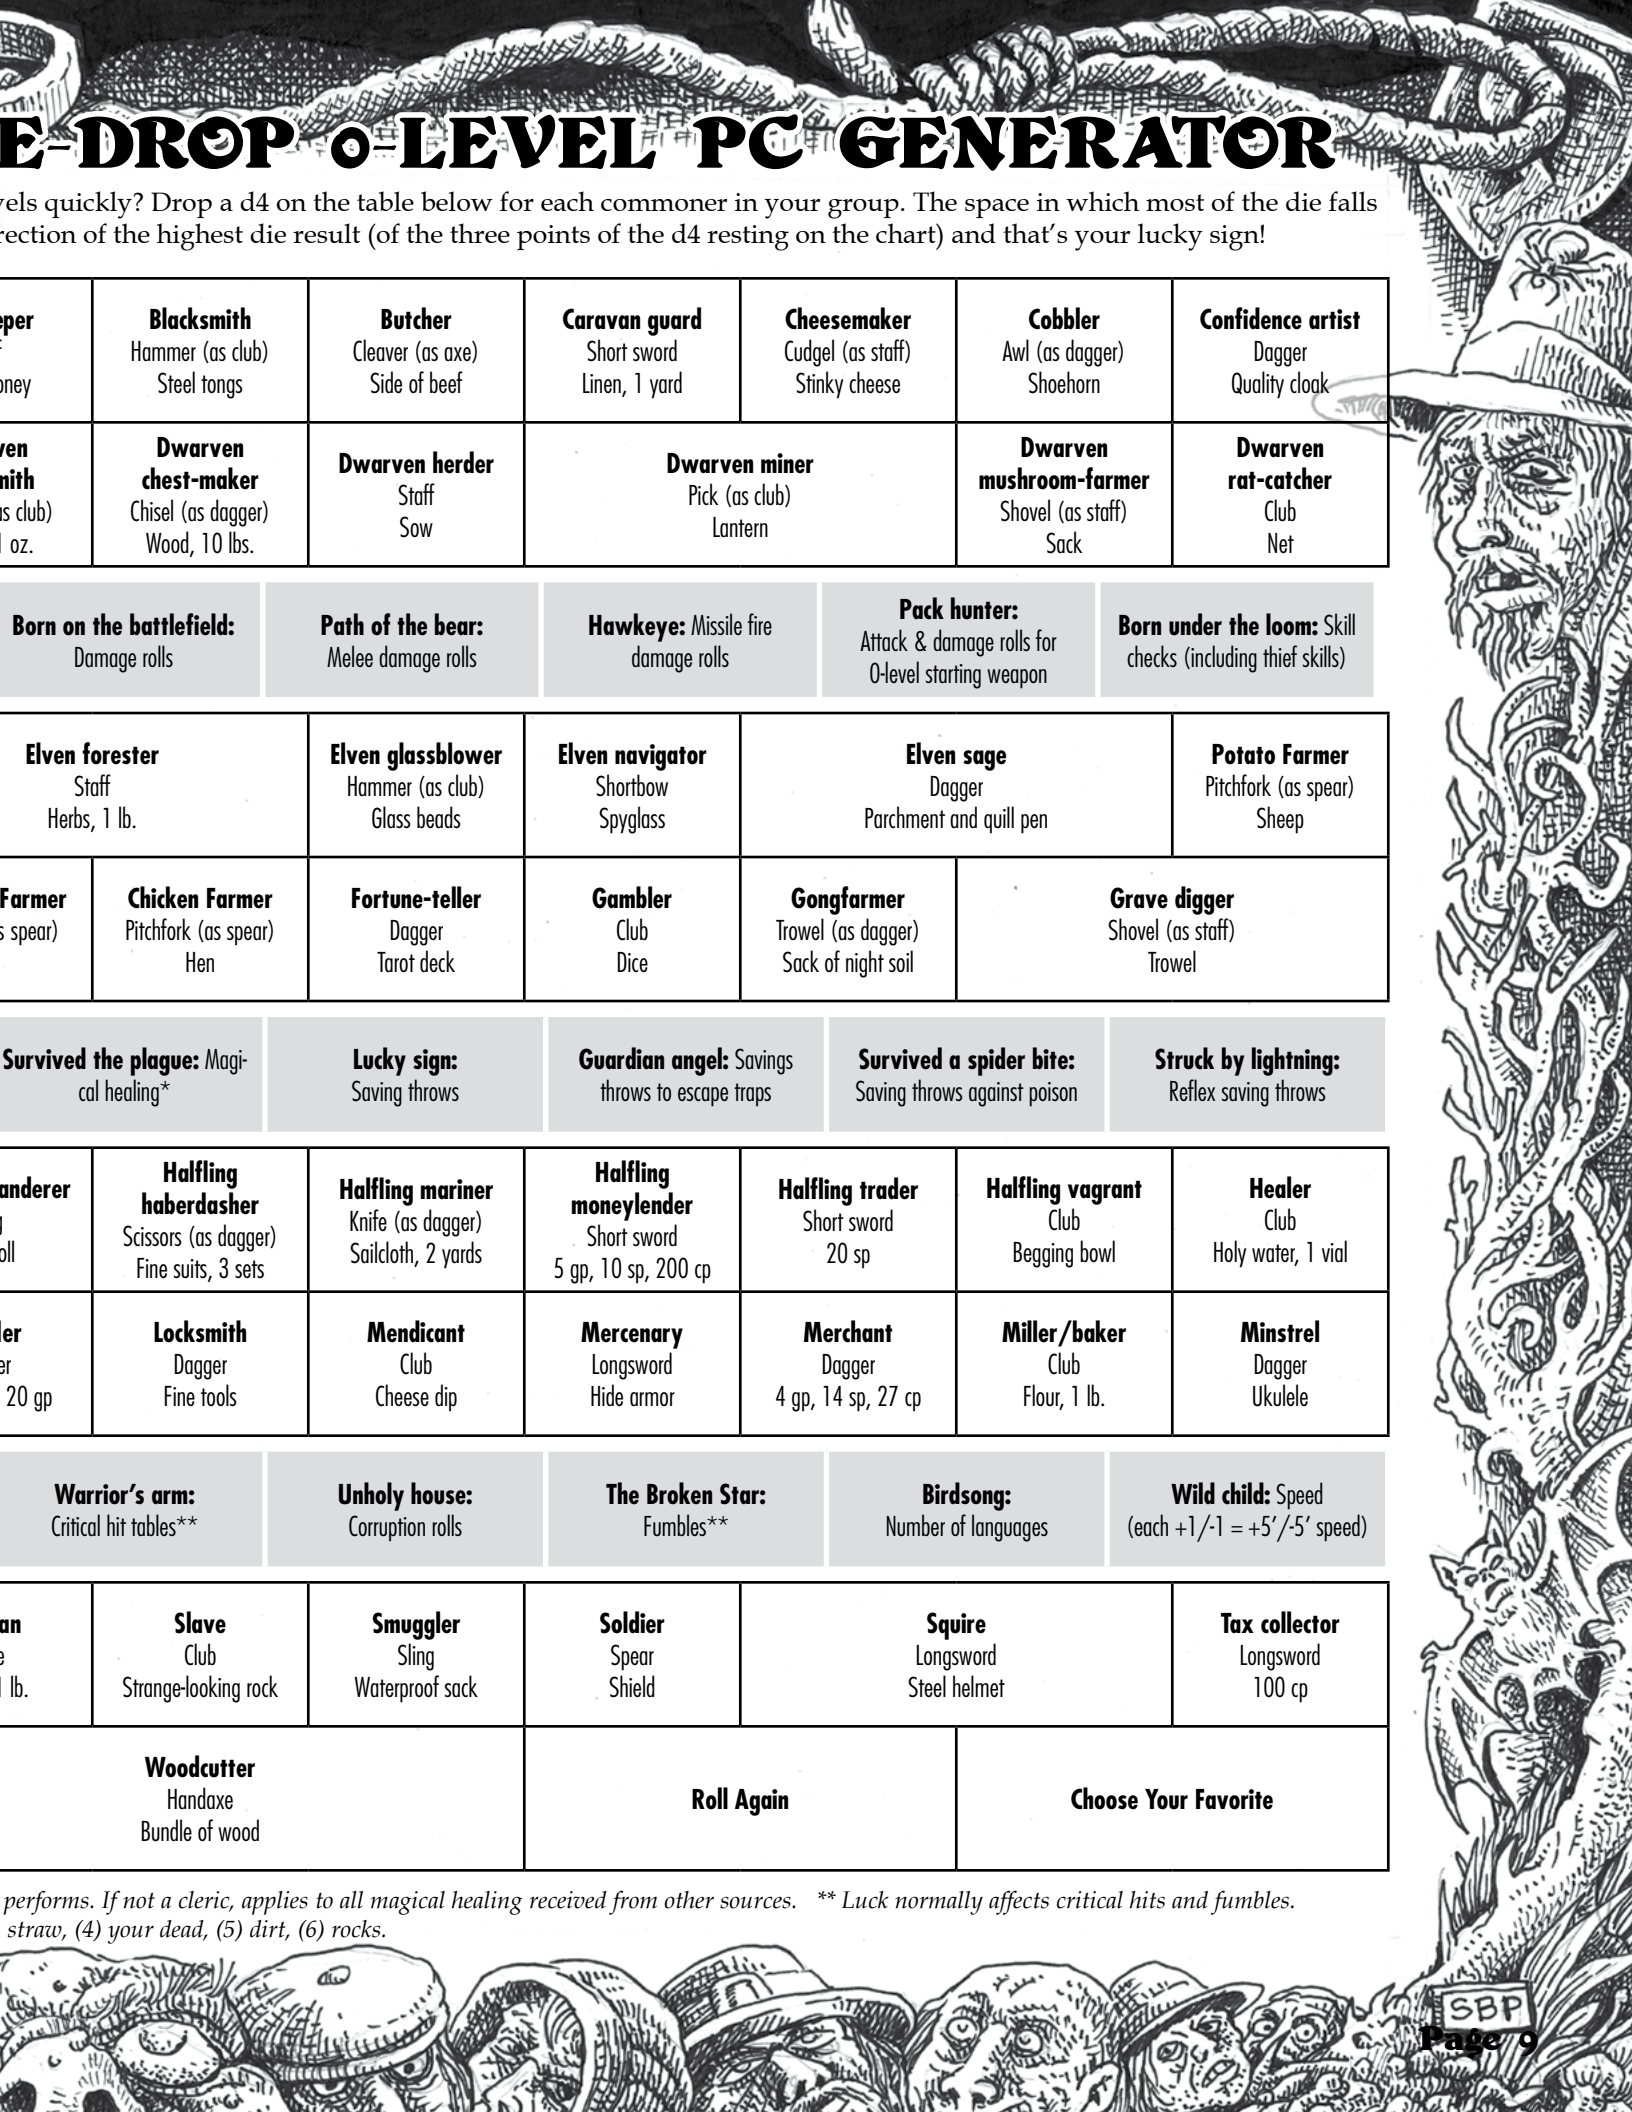 E-DROP 0-LEVEL PC GENERATOR
vels quickly? Drop a d4 on the table below for each commoner in your group. The space in which most of the die falls
rection of the highest die result (of the three points of the d4 resting on the chart) and that's your lucky sign!
eper
oney
Blacksmith
Hammer (as club)
Steel tongs
Butcher
Cleaver (as axe)
Side of beef
Caravan guard
Short sword
Linen, 1 yard
Cheesemaker
Cudgel (as staff)
Stinky cheese
Cobbler
Awl (as dagger)
Shoehorn
Confidence artist
Dagger
Quality cloak
ven
mith
as club)
1 oz.
Dwarven
chest-maker
Chisel (as dagger)
Wood, 10 lbs.
Dwarven herder
Staff
Sow
Dwarven miner
Pick (as club)
Lantern
Dwarven
mushroom-farmer
Shovel (as staff)
Sack
Dwarven
rat-catcher
Club
Net
Born on the battlefield:
Damage rolls
Path of the bear:
Melee damage rolls
Hawkeye: Missile fire
damage rolls
Pack hunter:
Attack & damage rolls for
0-level starting weapon
Born under the loom: Skill
checks (including thief skills)
Elven forester
Staff
Herbs, 1 lb.
Elven glassblower
Hammer (as club)
Glass beads
Elven navigator
Shortbow
Spyglass
Elven sage
Dagger
Parchment and quill pen
Potato Farmer
Pitchfork (as spear)
Sheep
Farmer
s spear)
Chicken Farmer
Pitchfork (as spear)
Hen
Fortune-teller
Dagger
Tarot deck
Gambler
Club
Dice
Gongfarmer
Trowel (as dagger)
Sack of night soil
Grave digger
Shovel (as staff)
Trowel
Survived the plague: Magi-
cal healing*
Lucky sign:
Saving throws
Guardian angel: Savings
throws to escape traps
Survived a spider bite:
Saving throws against poison
Struck by lightning:
Reflex saving throws
anderer
g
oll
Halfling
haberdasher
Scissors (as dagger)
Fine suits, 3 sets
Halfling mariner
Knife (as dagger)
Sailcloth, 2 yards
Halfling
moneylender
Short sword
5 gp, 10 sp, 200 cp
Halfling trader
Short sword
20 sp
Halfling vagrant
Club
Begging bowl
Healer
Club
Holy water, 1 vial
ler
er
20 gp
Locksmith
Dagger
Fine tools
Mendicant
Club
Cheese dip
Mercenary
Longsword
Hide armor
Merchant
Dagger
4 gp, 14 sp, 27 cp
Miller/baker
Club
Flour, 1 lb.
Minstrel
Dagger
Ukulele
Warrior's arm:
Critical hit tables**
Unholy house:
Corruption rolls
The Broken Star:
Fumbles**
Birdsong:
Number of languages
Wild child: Speed
(each +1/-1 = +5'/-5' speed)
an
e
1 lb.
Slave
Club
Strange-looking rock
Smuggler
Sling
Waterproof sack
Soldier
Spear
Shield
Squire
Longsword
Steel helmet
Tax collector
Longsword
100 cp
Woodcutter
Handaxe
Bundle of wood
Roll Again
Choose Your Favorite
performs. If not a cleric, applies to all magical healing received from other sources. ** Luck normally affects critical hits and fumbles.
straw, (4) your dead, (5) dirt, (6) rocks.
SBP
Page 9